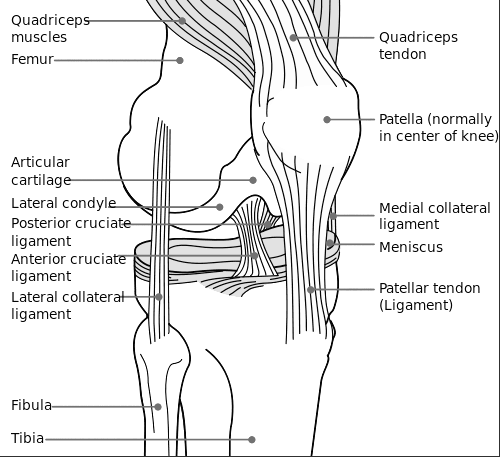 Quadriceps
muscles
Femur
Articular
cartilage
Lateral condyle
Posterior cruciate
ligament
Anterior cruciate
ligament
Lateral collateral
ligament
Fibula
Tibia
Quadriceps
tendon
Patella (normally
in center of knee)
Medial collateral
ligament
Meniscus
Patellar tendon
(Ligament)